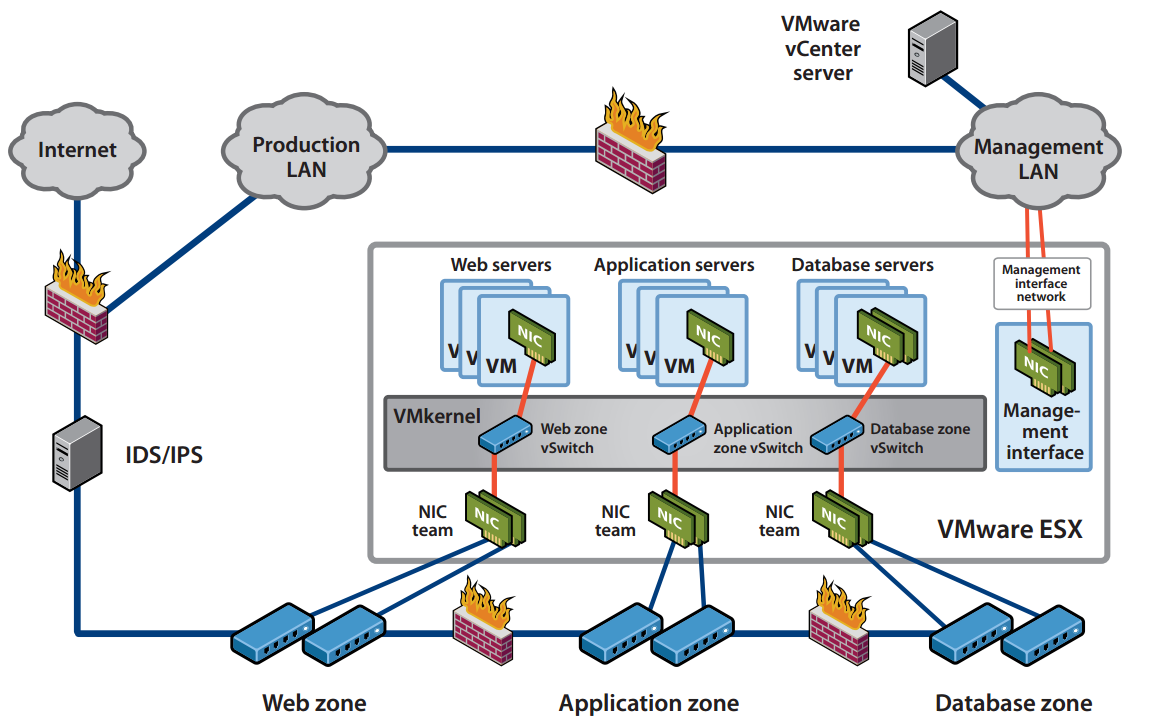 VMware
vCenter
server
Internet
Production
LAN
Management
LAN
Web servers
Application servers
Database servers
Management
interface
network
NIC
NIC
NIC
NIC
V
V
VM
V
V
VM
V
V
VM
Manage-
ment
interface
VMkernel
Web zone
vSwitch
Application
zone vSwitch
Database zone
vSwitch
IDS/IPS
NIC
team
NIC
NIC
team
NIC
NIC
team
NIC
VMware ESX
Web zone
Application zone
Database zone